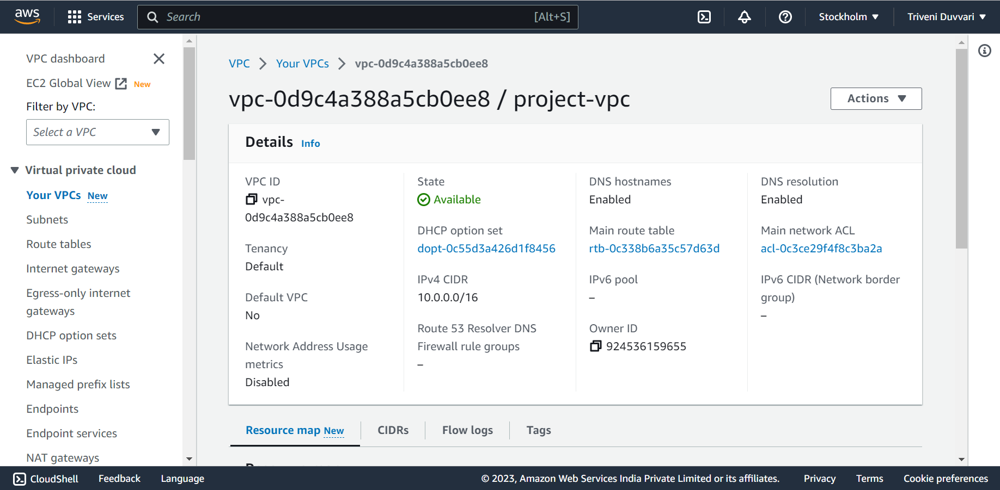 aws
Services
Search
[Alt+S]
Stockholm
Triveni Duvvari
VPC dashboard
EC2 Global View New
Filter by VPC:
Select a VPC
Virtual private cloud
Your VPCs New
Subnets
Route tables
Internet gateways
Egress-only internet
gateways
DHCP option sets
Elastic IPs
Managed prefix lists
Endpoints
Endpoint services
NAT gateways
VPC
Your VPCs
vpc-0d9c4a388a5cb0ee8
vpc-0d9c4a388a5cb0ee8 / project-vpc
Actions
Details Info
VPC ID
vpc-
0d9c4a388a5cb0ee8
Tenancy
Default
Default VPC
No
Network Address Usage
metrics
Disabled
State
Available
DHCP option set
dopt-0c55d3a426d1f8456
IPv4 CIDR
10.0.0.0/16
Route 53 Resolver DNS
Firewall rule groups
–
DNS hostnames
Enabled
Main route table
rtb-0c338b6a35c57d63d
IPv6 pool
–
Owner ID
924536159655
DNS resolution
Enabled
Main network ACL
acl-0c3ce29f4f8c3ba2a
IPv6 CIDR (Network border
group)
–
Resource map New
CIDRs
Flow logs
Tags
CloudShell
Feedback
Language
© 2023, Amazon Web Services India Private Limited or its affiliates.
Privacy
Terms
Cookie preferences